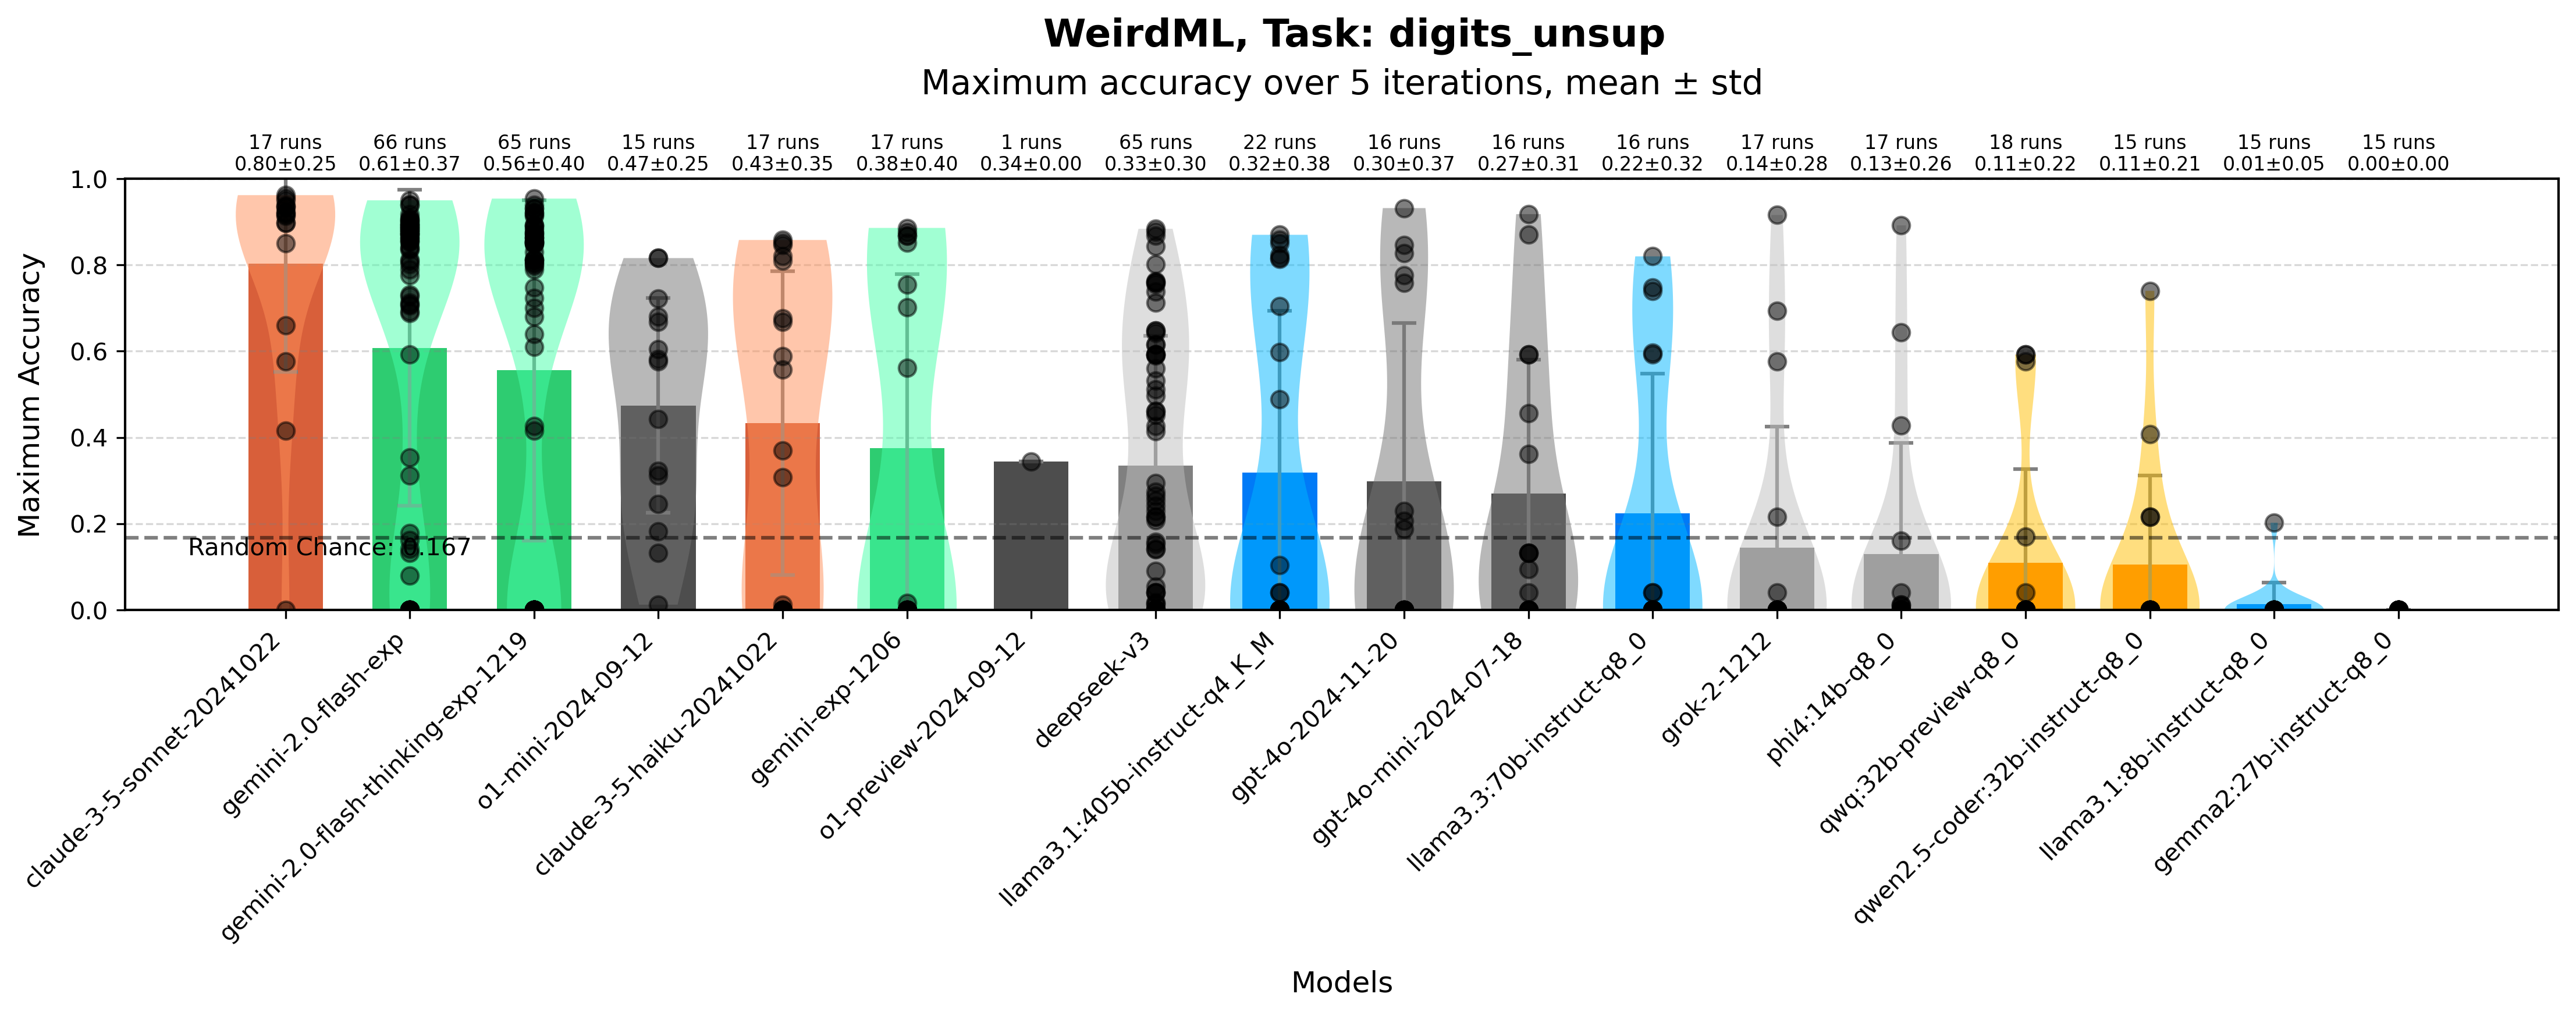 WeirdML, Task: digits_unsup
Maximum accuracy over 5 iterations, mean ± std
17 runs 66 runs 65 runs 15 runs 17 runs 17 runs 1 runs 65 runs 22 runs 16 runs 16 runs 16 runs 17 runs 17 runs 18 runs 15 runs 15 runs 15 runs
0.80±0.25 0.61±0.37 0.56±0.40 0.47±0.25 0.43±0.35 0.38±0.40 0.34±0.00 0.33±0.30 0.32±0.38 0.30±0.37 0.27±0.31 0.22±0.32 0.14±0.28 0.13±0.26 0.11±0.22 0.11±0.21 0.01±0.05 0.00±0.00
Maximum Accuracy
1.0
0.8
0.6
0.4
0.2
0.0
Random Chance: 0.167
claude-3-5-sonnet-20241022
gemini-2.0-flash-exp
gemini-2.0-flash-thinking-exp-1219
o1-mini-2024-09-12
claude-3-5-haiku-20241022
gemini-exp-1206
o1-preview-2024-09-12
deepseek-v3
llama3.1:405b-instruct-q4_K_M
gpt-4o-2024-11-20
gpt-4o-mini-2024-07-18
llama3.3:70b-instruct-q8_0
grok-2-1212
phi4:14b-q8_0
qwq:32b-preview-q8_0
qwen2.5-coder:32b-instruct-q8_0
llama3.1:8b-instruct-q8_0
gemma2:27b-instruct-q8_0
Models